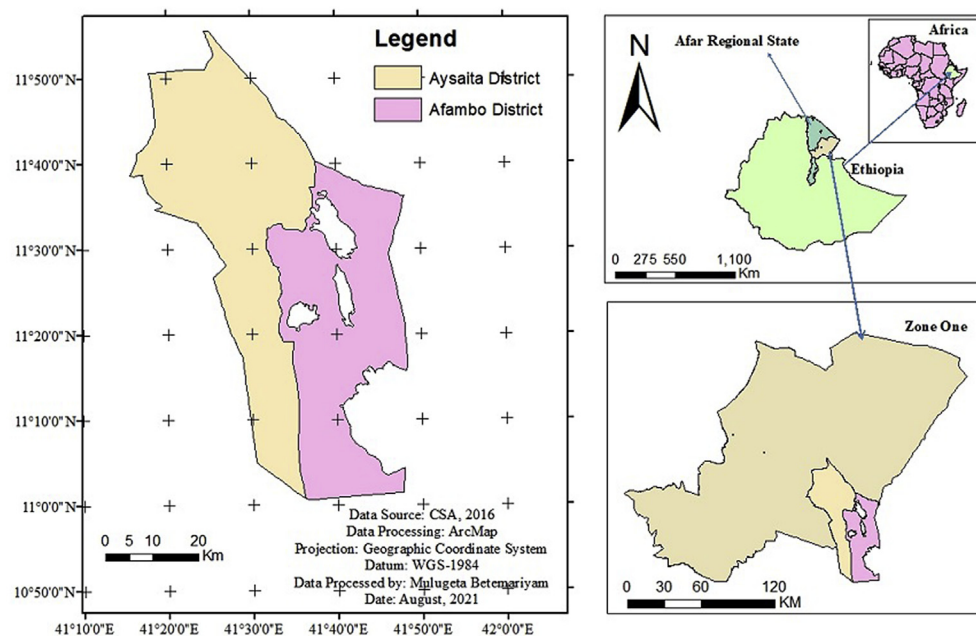 Legend
Aysaita District
Afambo District
11°50'0"N
11°40'0"N
11°30'0"N
11°20'0"N
11°10'0"N
11°0'0"N
10°50'0"N
41°10'0"E
41°20'0"E
41°30'0"E
41°40'0"E
41°50'0"E
42°0'0"E
0 5 10 20
Km
Data Source: CSA, 2016
Data Processing: ArcMap
Projection: Geographic Coordinate System
Datum: WGS-1984
Data Processed by: Mulugeta Betemariyam
Date: August, 2021
N
Afar Regional State
Africa
Ethiopia
0 275 550 1,100
Km
Zone One
0 30 60 120
KM